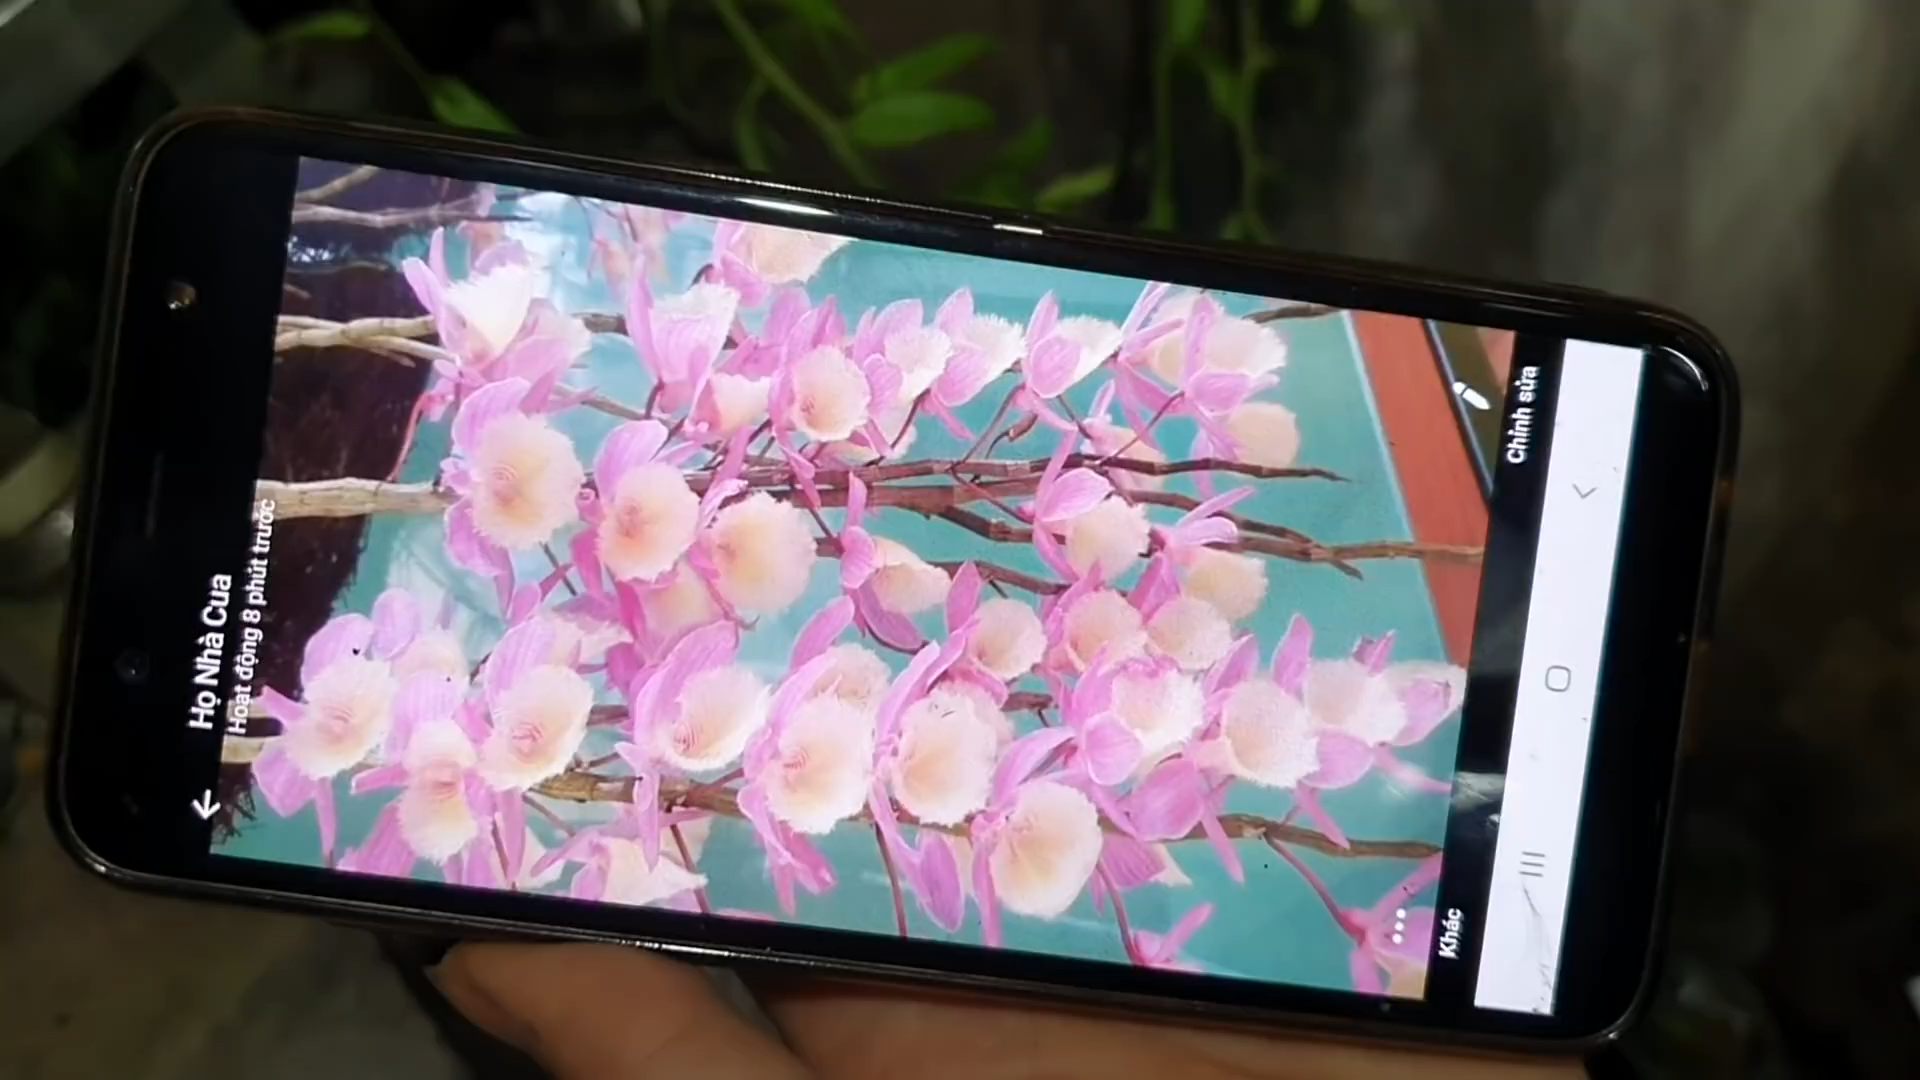 Họ Nhà Cua
Hoạt động 8 phút trước
Khác
Chỉnh sửa